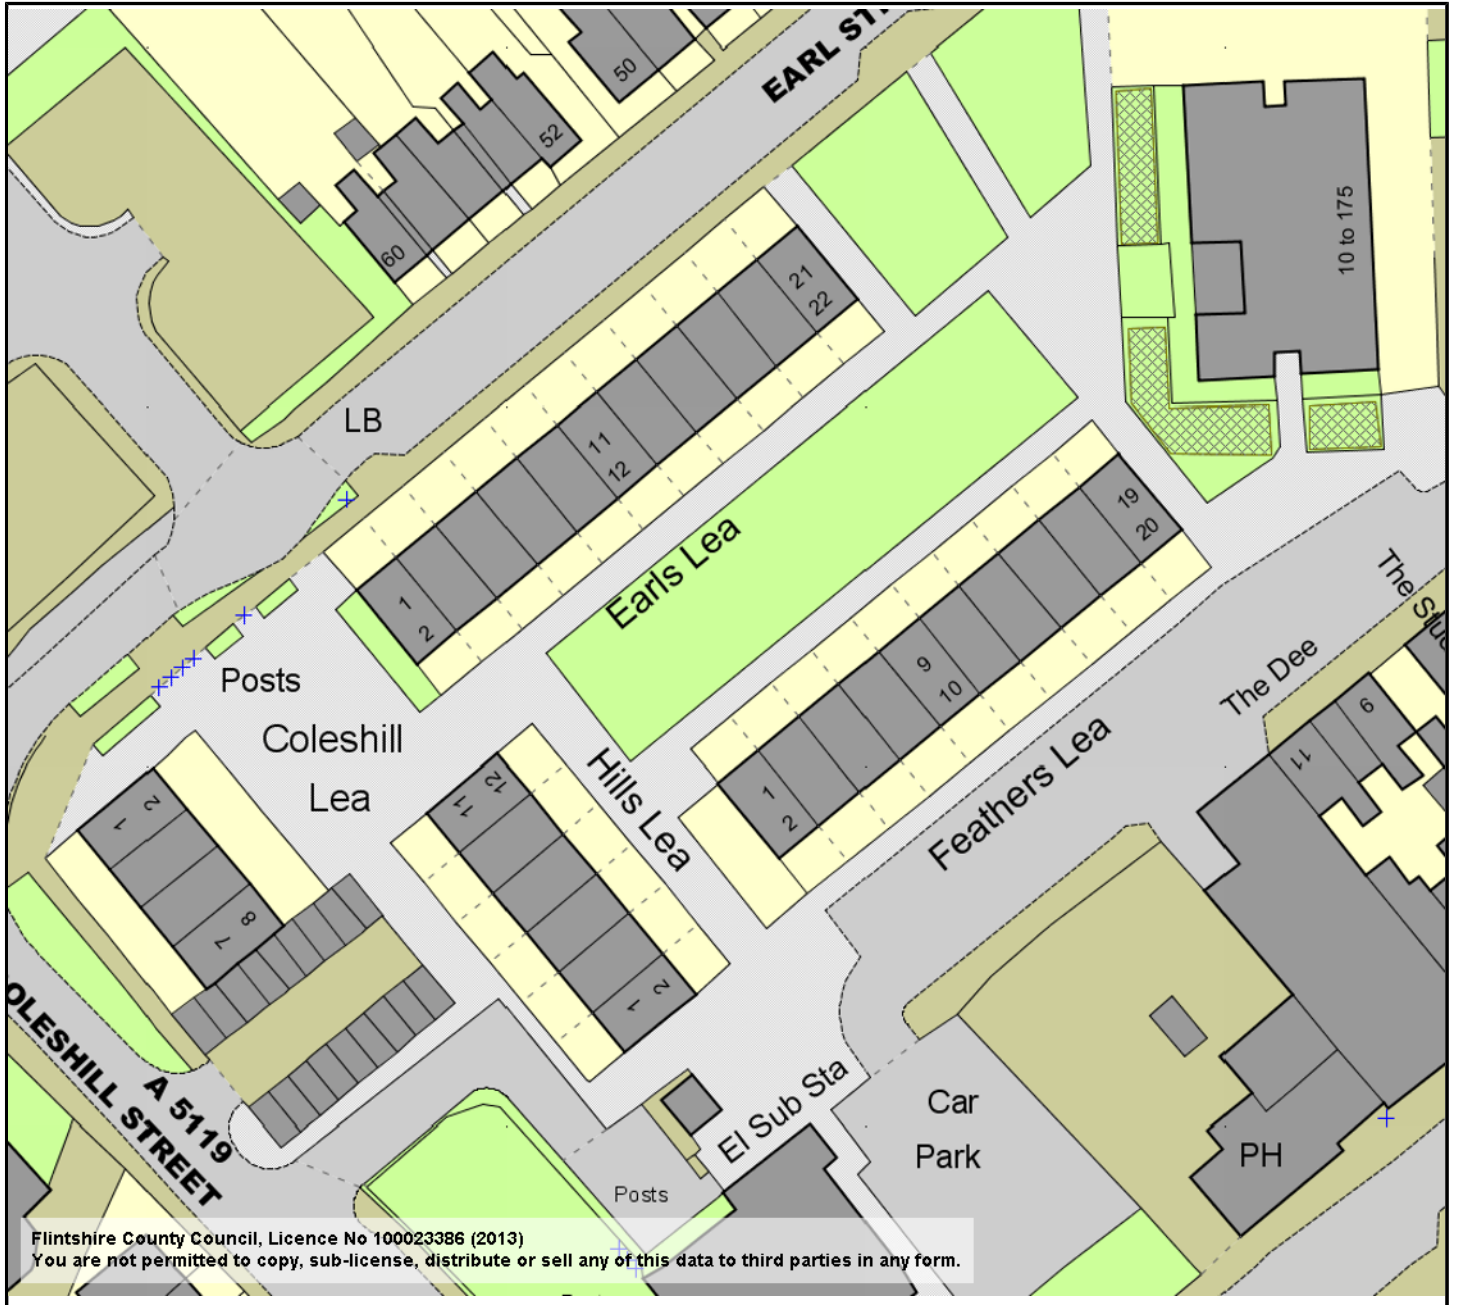 EARL ST
50
52
60
10 to 175
21
22
LB
11
12
19
20
Earls Lea
1
2
9
10
The Dee
Posts
Coleshill
Lea
Hills Lea
1
2
Feathers Lea
9
11
1 2
11 12
7 8
1 2
OLESHILL STREET
A 5119
El Sub Sta
Car
Park
PH
Posts
Flintshire County Council, Licence No 100023386 (2013)
You are not permitted to copy, sub-license, distribute or sell any of this data to third parties in any form.